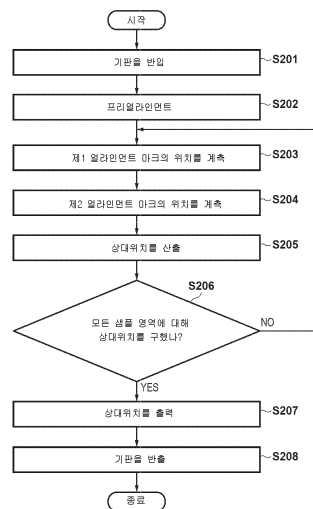 시작
기판을 반입
S201
프리얼라인먼트
S202
제1 얼라인먼트 마크의 위치를 계측
S203
제2 얼라인먼트 마크의 위치를 계측
S204
상대위치를 산출
S205
S206
모든 샘플 영역에 대해
상대위치를 구했나?
NO
YES
상대위치를 출력
S207
기판을 반출
S208
종료